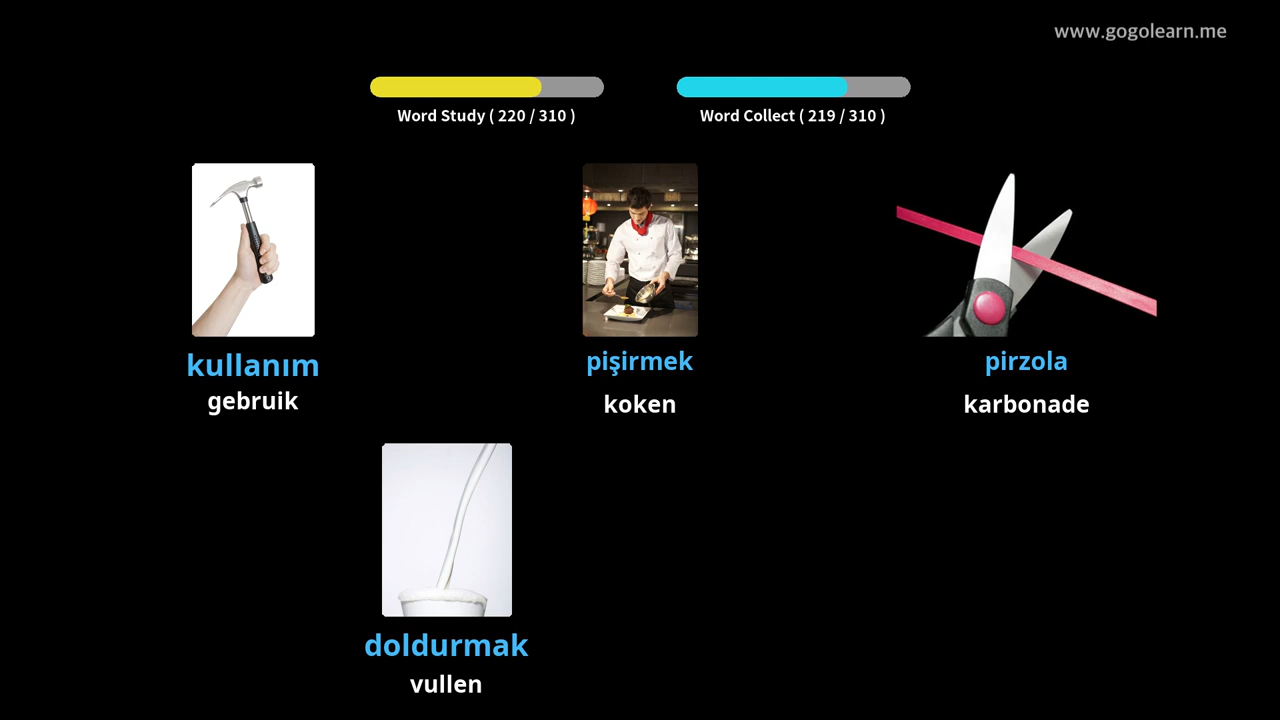 www.gogolearn.me
Word Study ( 220 / 310 )
Word Collect ( 219 / 310 )
kullanım
gebruik
pişirmek
koken
pirzola
karbonade
doldurmak
vullen